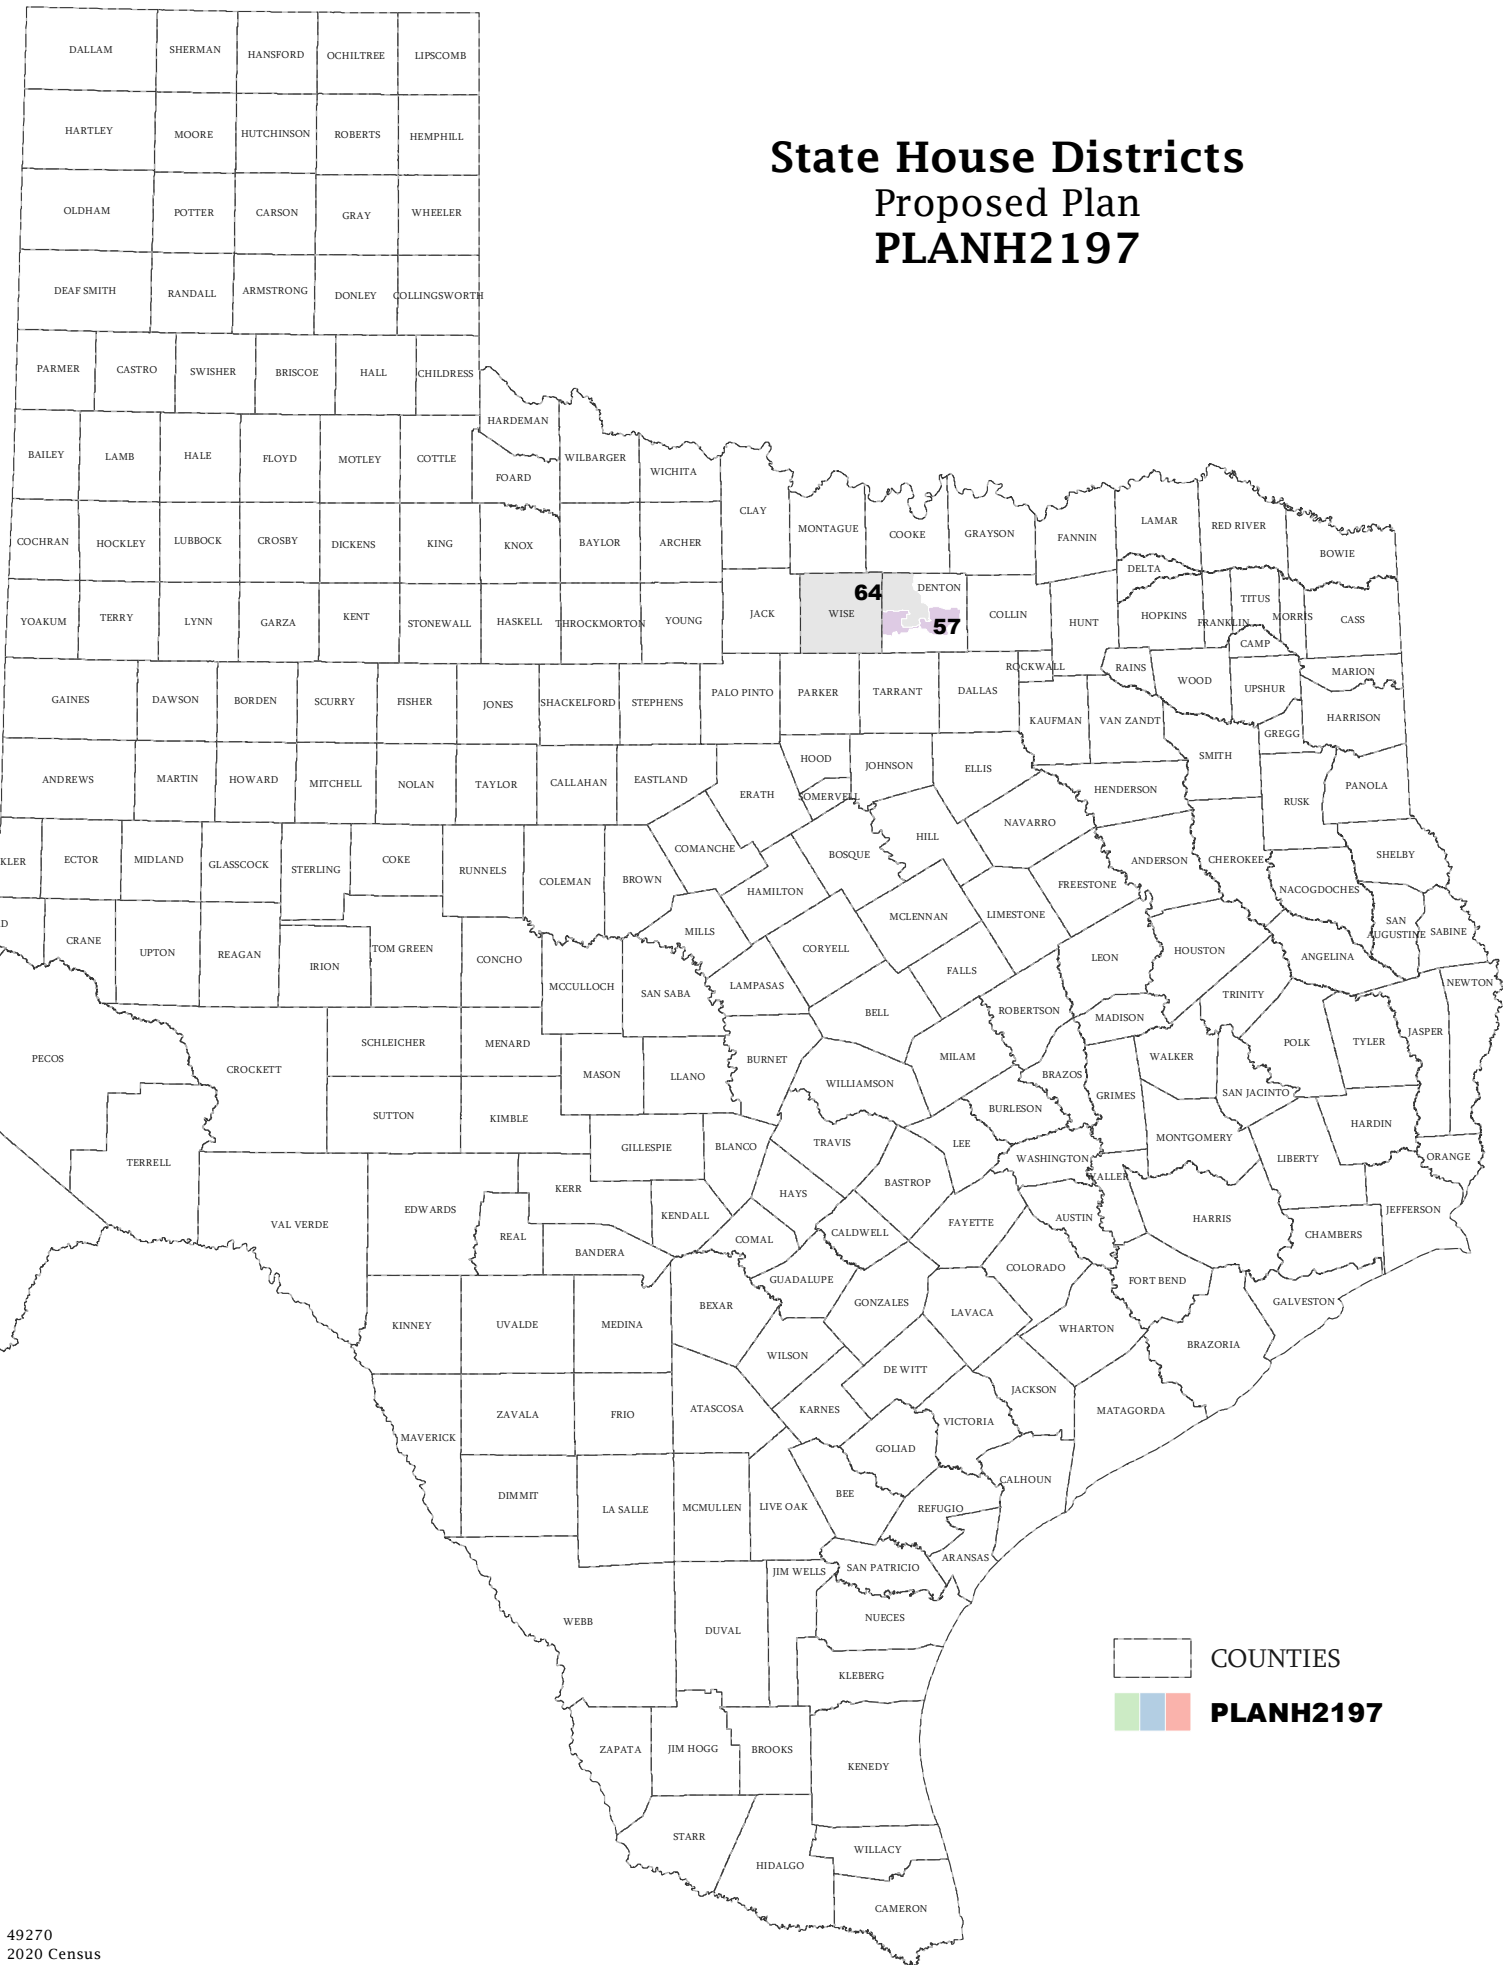 State House Districts
Proposed Plan
PLANH2197
DALLAM
SHERMAN
HANSFORD
OCHILTREE
LIPSCOMB
HARTLEY
MOORE
HUTCHINSON
ROBERTS
HEMPHILL
OLDHAM
POTTER
CARSON
GRAY
WHEELER
DEAF SMITH
RANDALL
ARMSTRONG
DONLEY
COLLINGSWORTH
PARMER
CASTRO
SWISHER
BRISCOE
HALL
CHILDRESS
HARDEMAN
BAILEY
LAMB
HALE
FLOYD
MOTLEY
COTTLE
FOARD
WILBARGER
WICHITA
CLAY
MONTAGUE
COOKE
GRAYSON
FANNIN
LAMAR
RED RIVER
BOWIE
DELTA
COCHRAN
HOCKLEY
LUBBOCK
CROSBY
DICKENS
KING
KNOX
BAYLOR
ARCHER
YOAKUM
TERRY
LYNN
GARZA
KENT
STONEWALL
HASKELL
THROCKMORTON
YOUNG
JACK
WISE
64
DENTON
57
COLLIN
HUNT
HOPKINS
FRANKLIN
TITUS
MORRIS
CAMP
CASS
GAINES
DAWSON
BORDEN
SCURRY
FISHER
JONES
SHACKELFORD
STEPHENS
PALO PINTO
PARKER
TARRANT
DALLAS
ROCKWALL
RAINS
WOOD
UPSHUR
MARION
HARRISON
KAUFMAN
VAN ZANDT
GREGG
SMITH
ANDREWS
MARTIN
HOWARD
MITCHELL
NOLAN
TAYLOR
CALLAHAN
EASTLAND
ERATH
HOOD
SOMERVELL
JOHNSON
ELLIS
HENDERSON
NAVARRO
RUSK
PANOLA
KLER
ECTOR
MIDLAND
GLASSCOCK
STERLING
COKE
RUNNELS
COLEMAN
BROWN
COMANCHE
HAMILTON
BOSQUE
HILL
FREESTONE
ANDERSON
CHEROKEE
NACOGDOCHES
SHELBY
D
CRANE
UPTON
REAGAN
IRION
TOM GREEN
CONCHO
MCCULLOCH
SAN SABA
MILLS
LAMPASAS
CORYELL
MCLENNAN
LIMESTONE
FALLS
LEON
HOUSTON
ANGELINA
SAN
AUGUSTINE
SABINE
NEWTON
PECOS
TERRELL
CROCKETT
SCHLEICHER
MENARD
SUTTON
KIMBLE
MASON
LLANO
BURNET
BELL
WILLIAMSON
MILAM
ROBERTSON
MADISON
BRAZOS
BURLESON
GRIMES
WALKER
TRINITY
POLK
TYLER
JASPER
SAN JACINTO
HARDIN
MONTGOMERY
LIBERTY
ORANGE
JEFFERSON
VAL VERDE
EDWARDS
REAL
KERR
GILLESPIE
BLANCO
KENDALL
BANDERA
COMAL
HAYS
TRAVIS
LEE
BASTROP
CALDWELL
FAYETTE
WASHINGTON
WALLER
AUSTIN
HARRIS
CHAMBERS
COLORADO
FORT BEND
GALVESTON
BRAZORIA
KINNEY
UVALDE
MEDINA
BEXAR
GUADALUPE
GONZALES
LAVACA
WHARTON
WILSON
DE WITT
JACKSON
MATAGORDA
MAVERICK
ZAVALA
FRIO
ATASCOSA
KARNES
GOLIAD
VICTORIA
CALHOUN
DIMMIT
LA SALLE
MCMULLEN
LIVE OAK
BEE
REFUGIO
ARANSAS
SAN PATRICIO
JIM WELLS
WEBB
DUVAL
NUECES
KLEBERG
ZAPATA
JIM HOGG
BROOKS
KENEDY
STARR
HIDALGO
WILLACY
CAMERON
COUNTIES
PLANH2197
49270
2020 Census